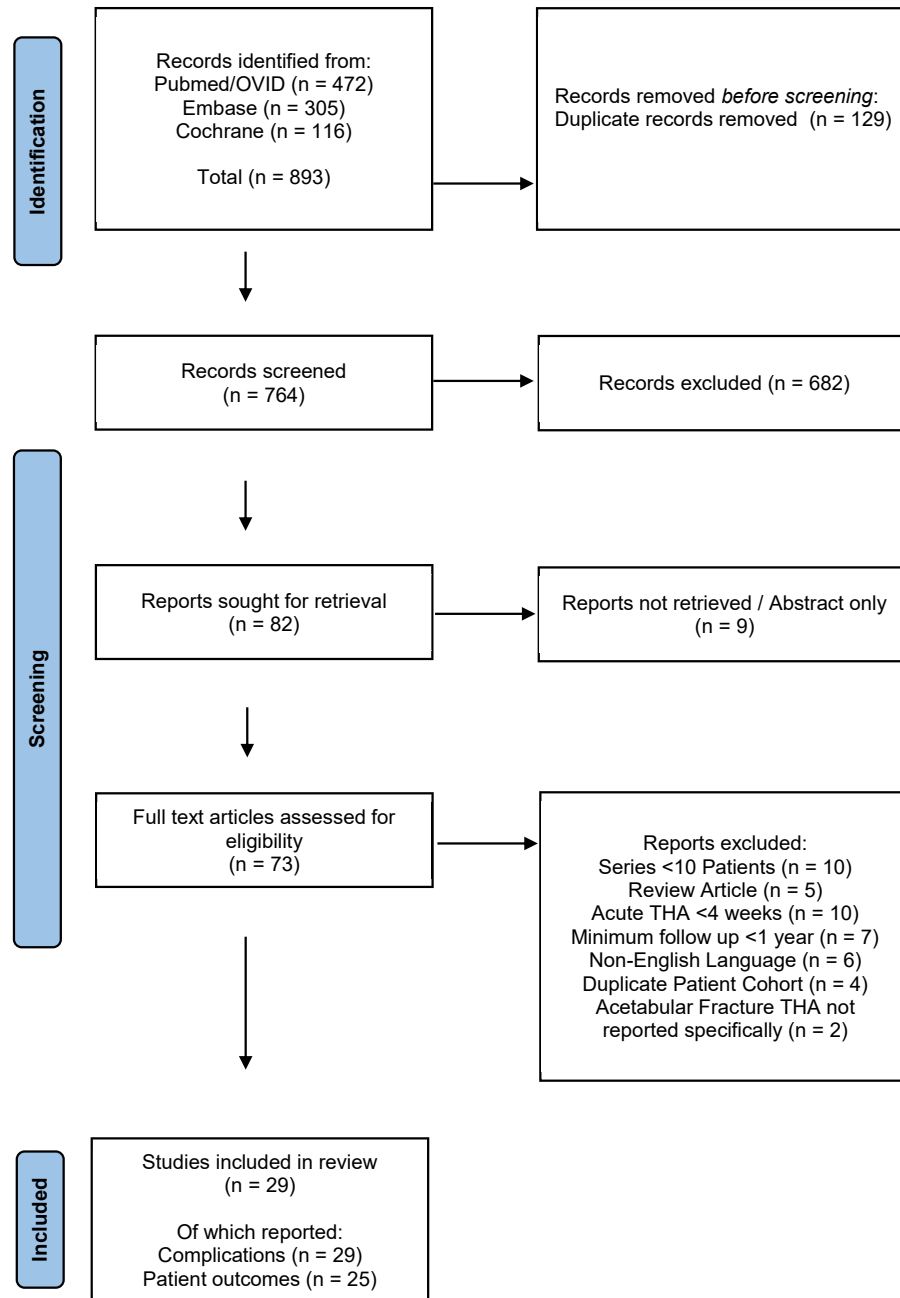 Identification
Records identified from:
Pubmed/OVID (n = 472)
Embase (n = 305)
Cochrane (n = 116)
Total (n = 893)
Records removed before screening:
Duplicate records removed (n = 129)
Records screened
(n = 764)
Records excluded (n = 682)
Screening
Reports sought for retrieval
(n = 82)
Reports not retrieved / Abstract only
(n = 9)
Full text articles assessed for
eligibility
(n = 73)
Reports excluded:
Series <10 Patients (n = 10)
Review Article (n = 5)
Acute THA <4 weeks (n = 10)
Minimum follow up <1 year (n = 7)
Non-English Language (n = 6)
Duplicate Patient Cohort (n = 4)
Acetabular Fracture THA not
reported specifically (n = 2)
Included
Studies included in review
(n = 29)
Of which reported:
Complications (n = 29)
Patient outcomes (n = 25)